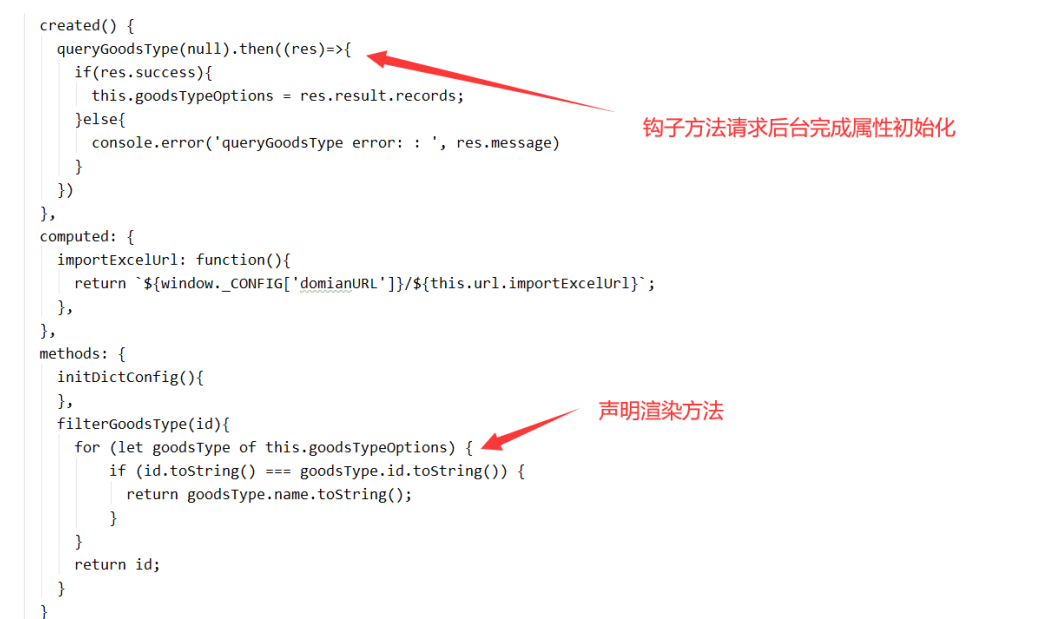 created() {
queryGoodsType(null).then((res)=>{
if(res.success){
this.goodsTypeOptions = res.result.records;
}else{
console.error('queryGoodsType error: : ', res.message)
}
})
},
钩子方法请求后台完成属性初始化
computed: {
importExcelUrl: function(){
return `${window._CONFIG['domianURL']}/${this.url.importExcelUrl}`;
},
},
methods: {
initDictConfig(){
},
filterGoodsType(id){
声明渲染方法
for (let goodsType of this.goodsTypeOptions) {
if (id.toString() === goodsType.id.toString()) {
return goodsType.name.toString();
}
}
return id;
}
}